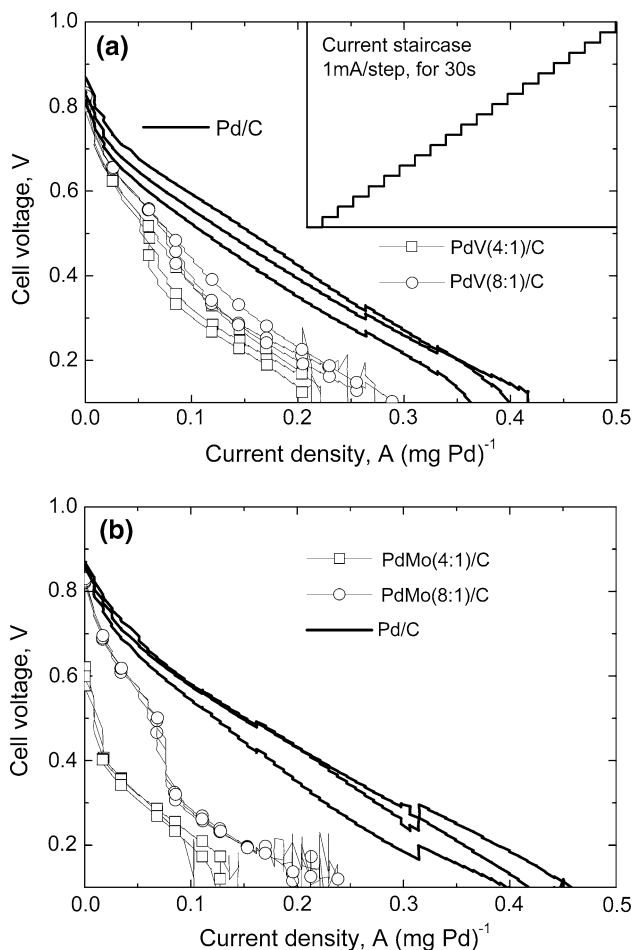 (a)
Current staircase
1mA/step, for 30s
Pd/C
PdV(4:1)/C
PdV(8:1)/C
1.0
0.8
0.6
0.4
0.2
Cell voltage, V
0.0 0.1 0.2 0.3 0.4 0.5
Current density, A (mg Pd)⁻¹
(b)
PdMo(4:1)/C
PdMo(8:1)/C
Pd/C
1.0
0.8
0.6
0.4
0.2
Cell voltage, V
0.0 0.1 0.2 0.3 0.4 0.5
Current density, A (mg Pd)⁻¹